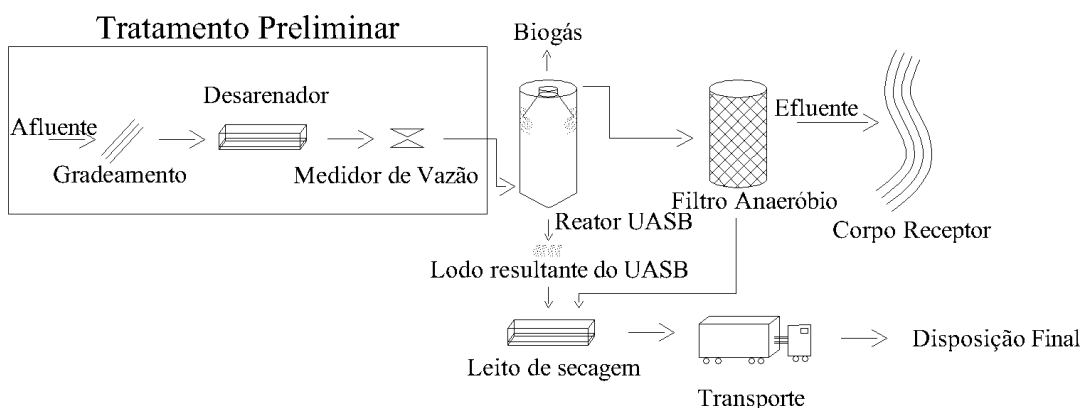 Tratamento Preliminar
Biogás
Desarenador
Afluente
Efluente
Gradeamento
Medidor de Vazão
Filtro Anaeróbio
Reator UASB
Corpo Receptor
Lodo resultante do UASB
Disposição Final
Leito de secagem
Transporte